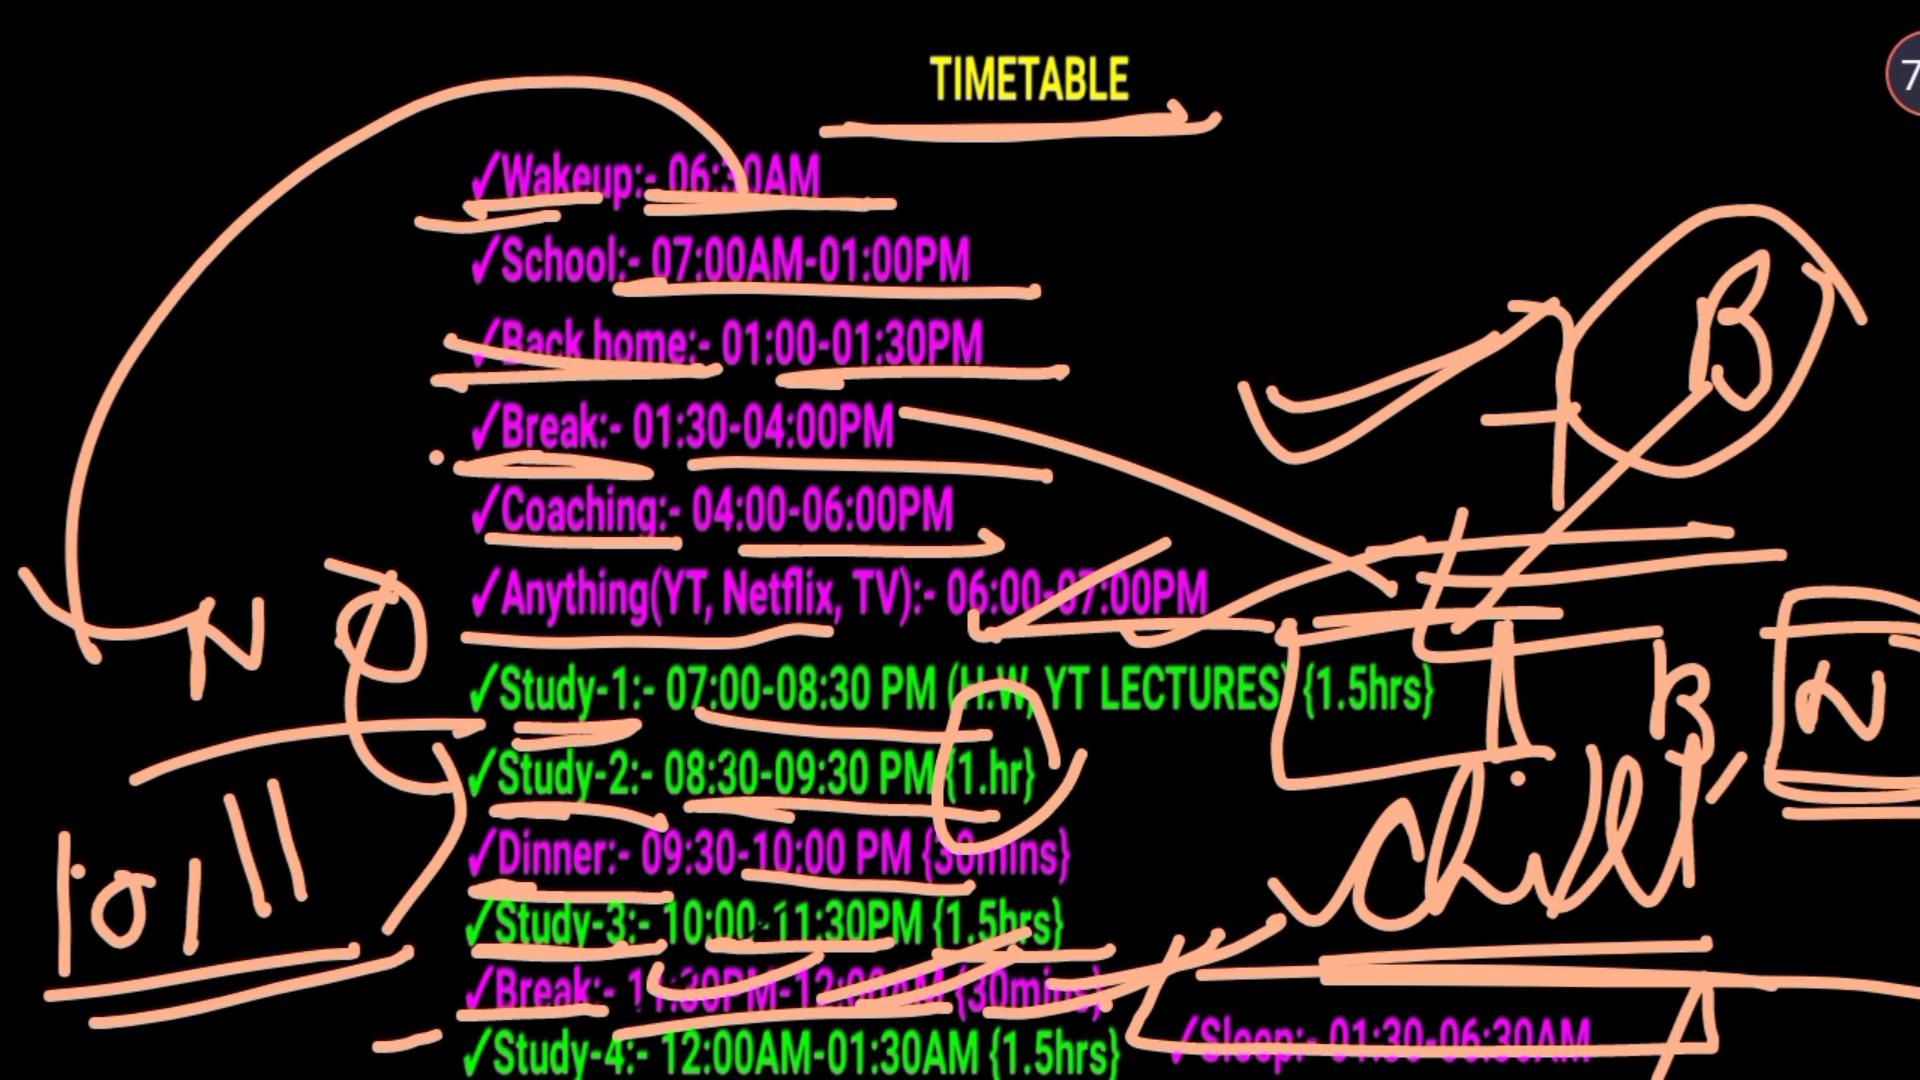 TIMETABLE
7
✓Wakeup:- 06:30AM
✓School:- 07:00AM-01:00PM
✓Back home:- 01:00-01:30PM
B
✓Break:- 01:30-04:00PM
✓Coaching:- 04:00-06:00PM
✓Anything(YT, Netflix, TV):- 06:00-07:00PM
N
✓Study-1:- 07:00-08:30 PM (H.W, YT LECTURES) {1.5hrs}
B
N
✓Study-2:- 08:30-09:30 PM {1.hr}
✓Dinner:- 09:30-10:00 PM {30mins}
chill
10, 11
✓Study-3:- 10:00-11:30PM {1.5hrs}
✓Break:- 11:30PM-12:00AM {30mins}
✓Sleep:- 01:30-06:30AM
✓Study-4:- 12:00AM-01:30AM {1.5hrs}